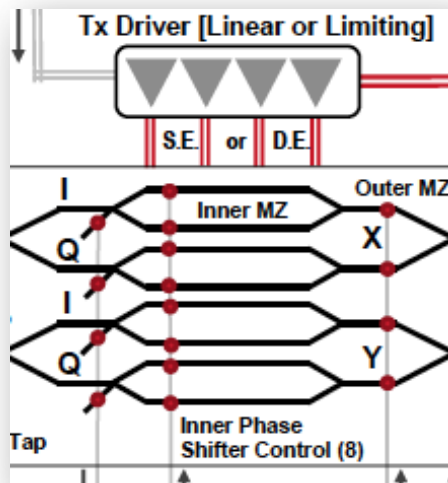 Tx Driver [Linear or Limiting]
S.E. or D.E.
I
Outer MZ
Inner MZ
X
Q
I
Q
Y
Tap
Inner Phase
Shifter Control (8)